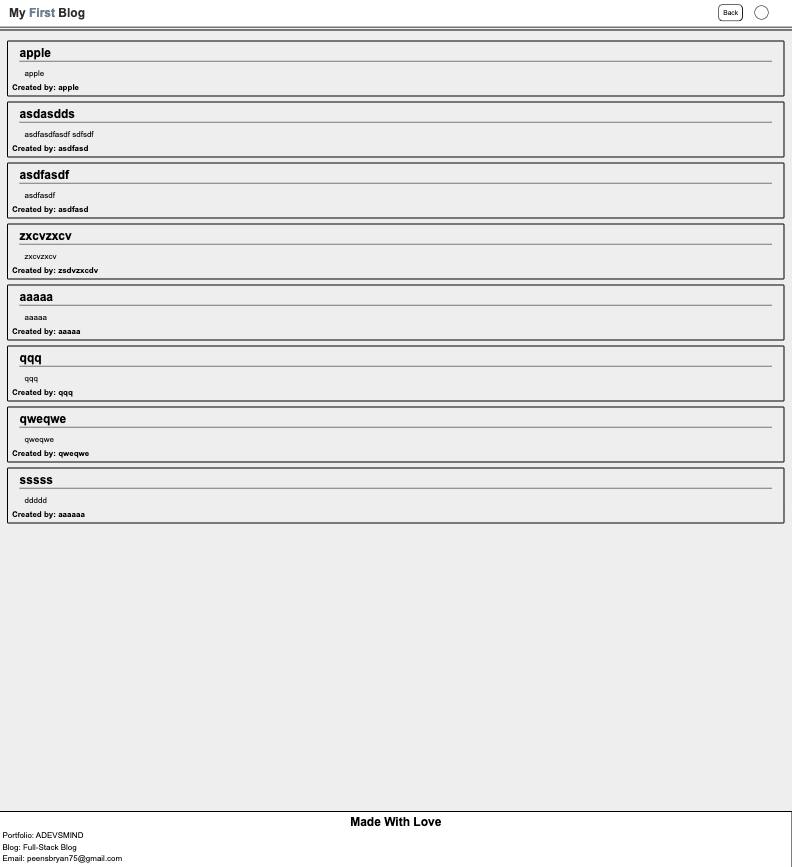 My First Blog
Back
apple
apple
Created by: apple
asdasdds
asdfasdfasdf sdfsdf
Created by: asdfasd
asdfasdf
asdfasdf
Created by: asdfasd
zxcvzxcv
zxcvzxcv
Created by: zsdvzxcdv
aaaaa
aaaaa
Created by: aaaaa
qqq
qqq
Created by: qqq
qweqwe
qweqwe
Created by: qweqwe
sssss
ddddd
Created by: aaaaaa
Made With Love
Portfolio: ADEVSMIND
Blog: Full-Stack Blog
Email: peensbryan75@gmail.com